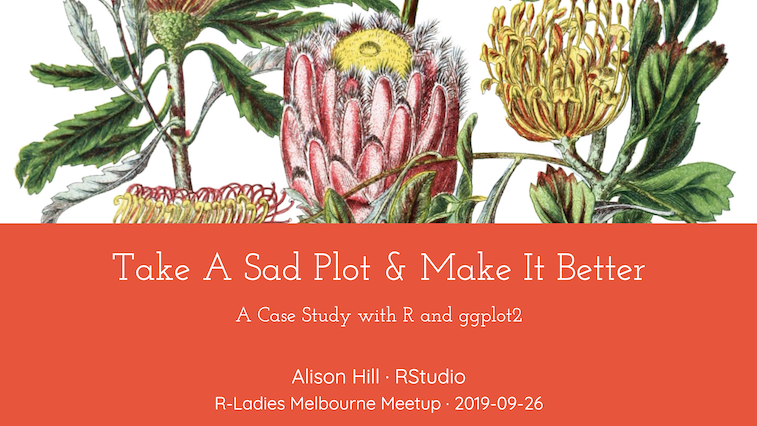 Take A Sad Plot & Make It Better
A Case Study with R and ggplot2
Alison Hill · RStudio
R-Ladies Melbourne Meetup · 2019-09-26